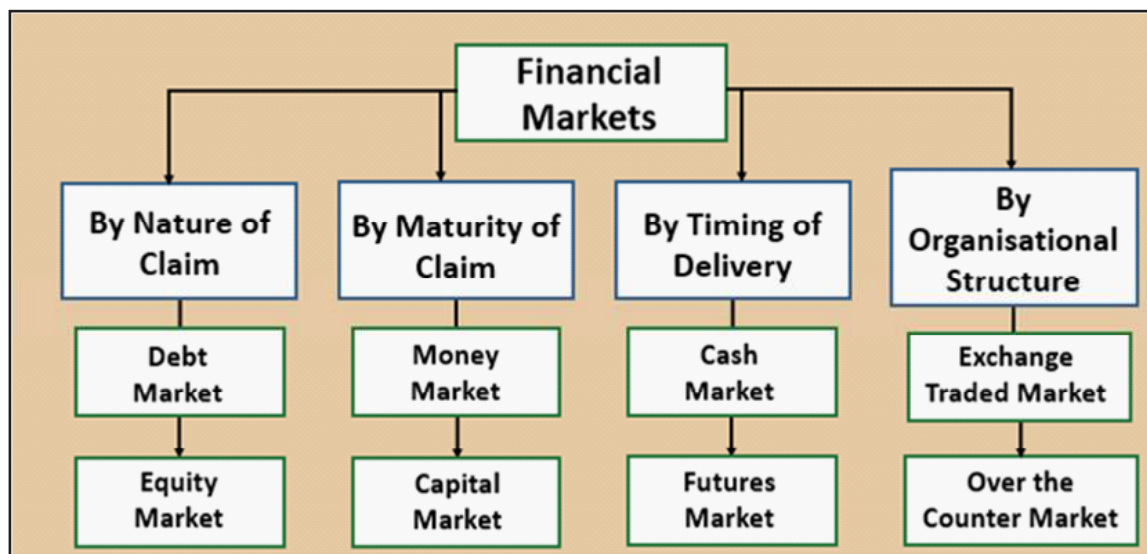 Financial
Markets
By Nature of
Claim
By Maturity of
Claim
By Timing of
Delivery
By
Organisational
Structure
Debt
Market
Money
Market
Cash
Market
Exchange
Traded Market
Equity
Market
Capital
Market
Futures
Market
Over the
Counter Market